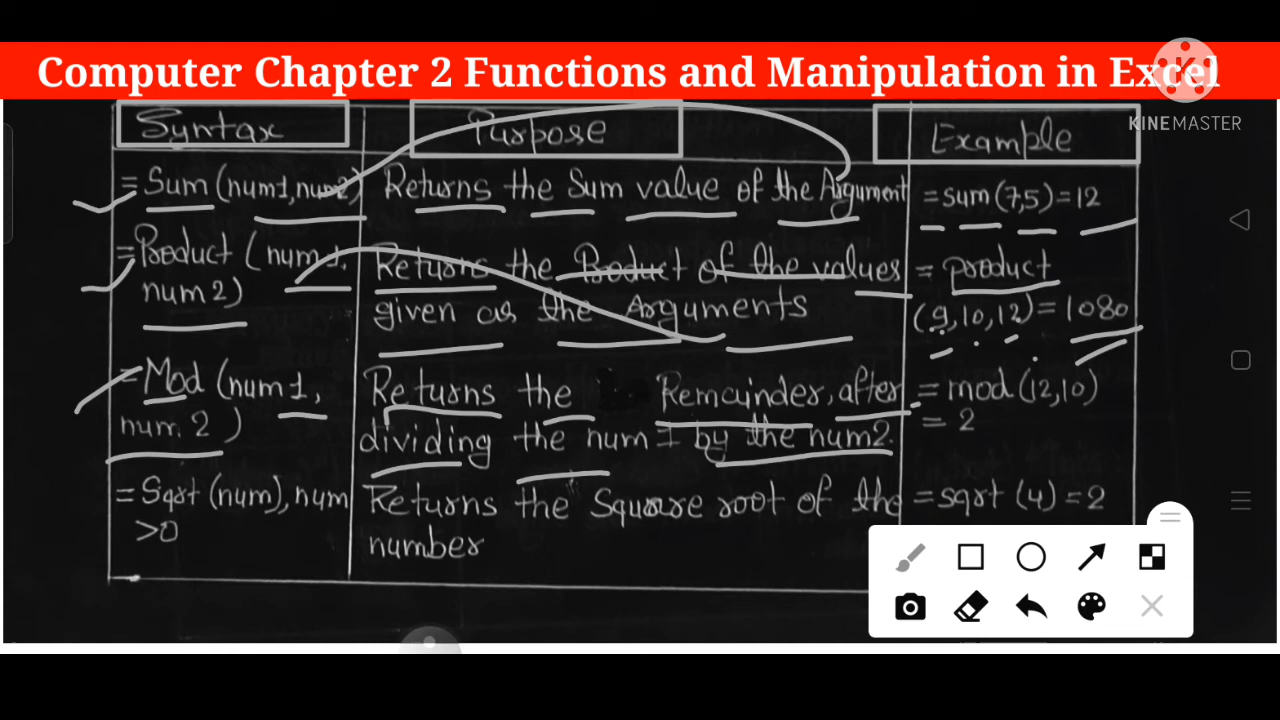 Computer Chapter 2 Functions and Manipulation in Excel
KINEMASTER
Syntax Purpose Example
= Sum (num1, num2) Returns the Sum value of the Argument = sum (7,5) = 12
= Product (num1, Returns the Product of the values = product
num2) given as the Arguments (9,10,12) = 1080
= Mod (num1, Returns the Remainder, after = mod (12,10)
num. 2 ) dividing the num 1 by the num2. = 2
= Sqrt (num), num Returns the Square root of the = sqrt (4) = 2
>0 number